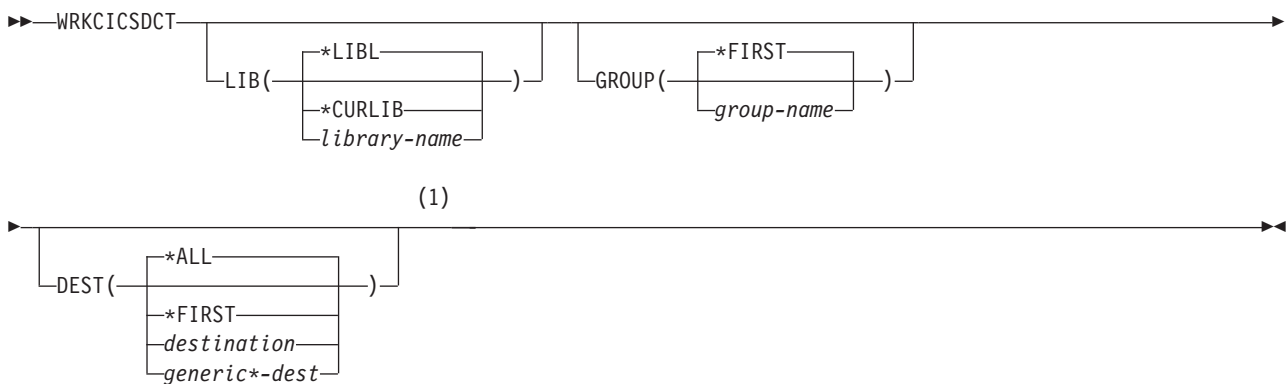 WRKCICSDCT
LIB( *LIBL )
*CURLIB
library-name
GROUP( *FIRST )
group-name
(1)
DEST( *ALL )
*FIRST
destination
generic*-dest